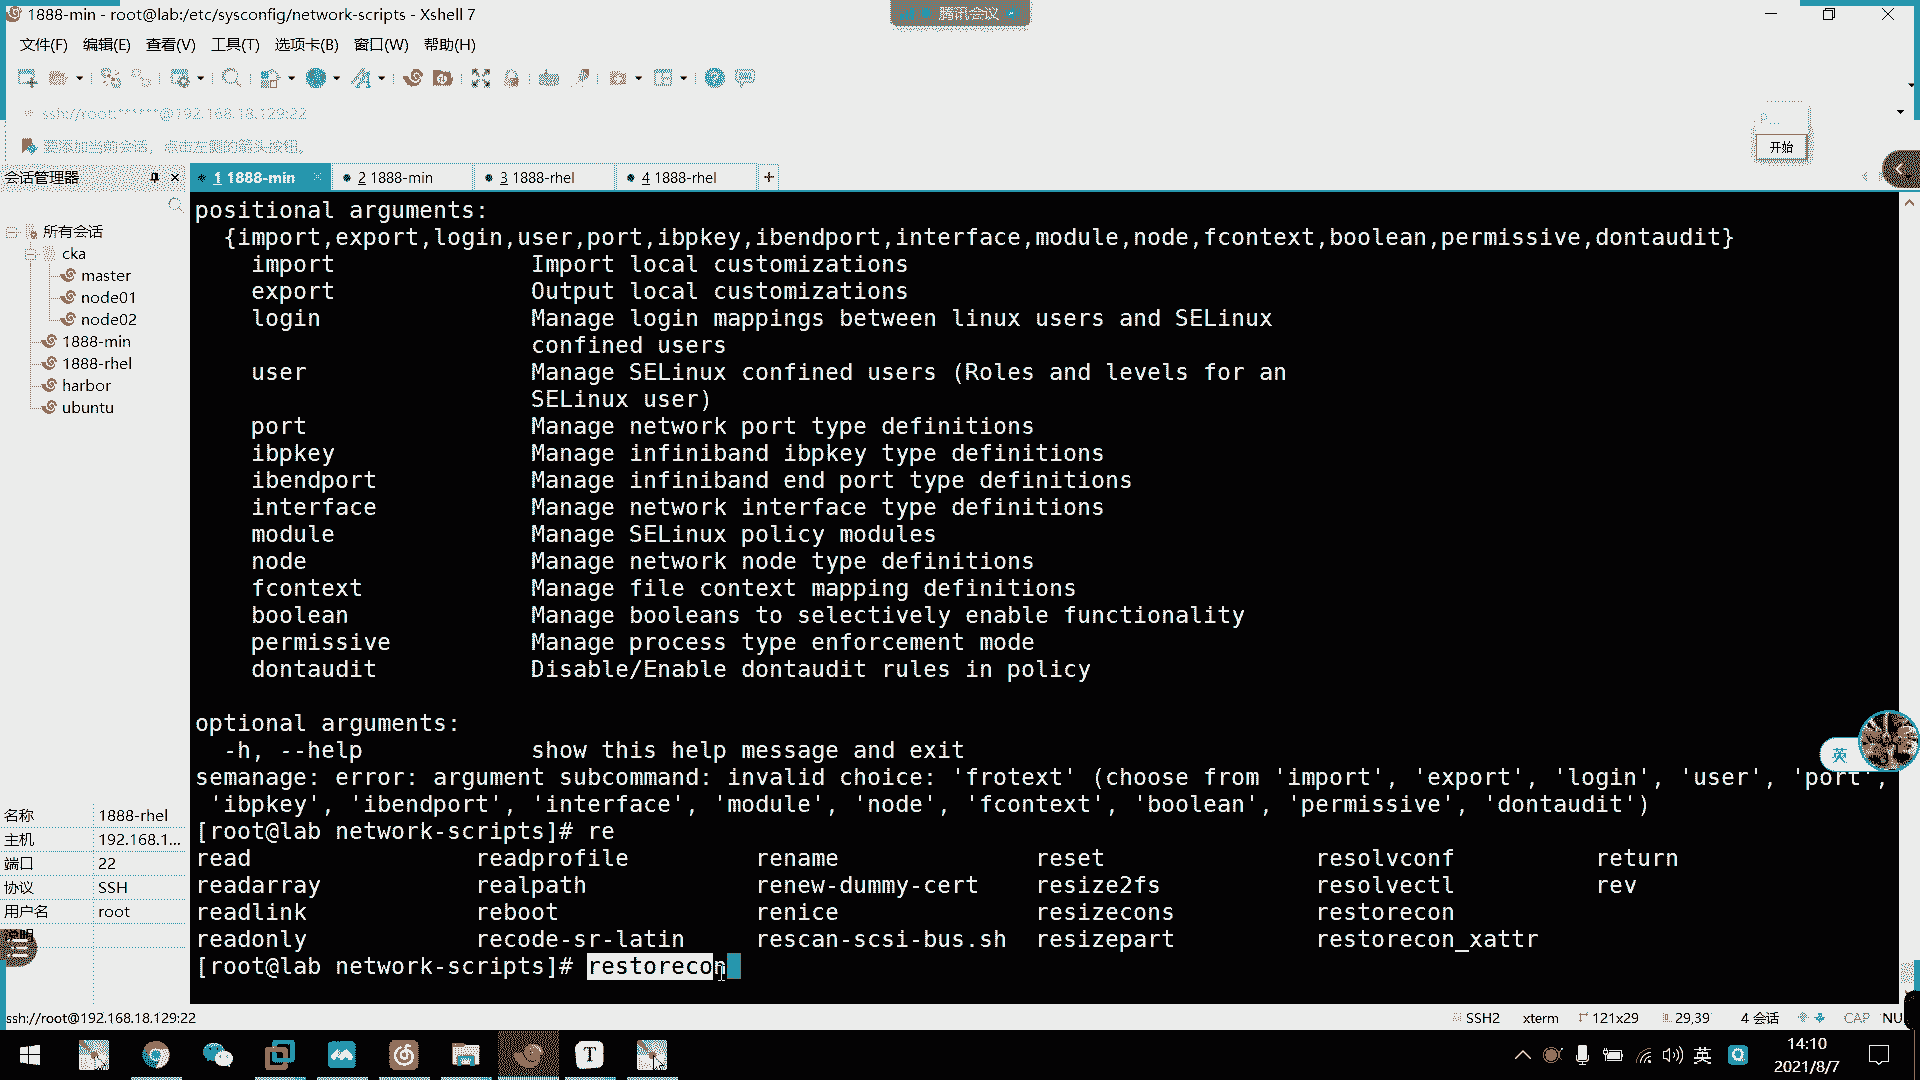 1888-min - root@lab:/etc/sysconfig/network-scripts - Xshell 7
腾讯会议
文件(F) 编辑(E) 查看(V) 工具(T) 选项卡(B) 窗口(W) 帮助(H)
ssh://root:******@192.168.18.129:22
要添加当前会话，点击左侧的箭头按钮。
P...
开始
会话管理器
1 1888-min
2 1888-min
3 1888-rhel
4 1888-rhel
所有会话
cka
master
node01
node02
1888-min
1888-rhel
harbor
ubuntu
positional arguments:
{import,export,login,user,port,ibpkey,ibendport,interface,module,node,fcontext,boolean,permissive,dontaudit}
import Import local customizations
export Output local customizations
login Manage login mappings between linux users and SELinux
confined users
user Manage SELinux confined users (Roles and levels for an
SELinux user)
port Manage network port type definitions
ibpkey Manage infiniband ibpkey type definitions
ibendport Manage infiniband end port type definitions
interface Manage network interface type definitions
module Manage SELinux policy modules
node Manage network node type definitions
fcontext Manage file context mapping definitions
boolean Manage booleans to selectively enable functionality
permissive Manage process type enforcement mode
dontaudit Disable/Enable dontaudit rules in policy
optional arguments:
-h, --help show this help message and exit
semanage: error: argument subcommand: invalid choice: 'frotext' (choose from 'import', 'export', 'login', 'user', 'port',
'ibpkey', 'ibendport', 'interface', 'module', 'node', 'fcontext', 'boolean', 'permissive', 'dontaudit')
[root@lab network-scripts]# re
read readprofile rename reset resolvconf return
readarray realpath renew-dummy-cert resize2fs resolvectl rev
readlink reboot renice resizecons restorecon
readonly recode-sr-latin rescan-scsi-bus.sh resizepart restorecon_xattr
[root@lab network-scripts]# restorecon
名称 1888-rhel
主机 192.168.1...
端口 22
协议 SSH
用户名 root
说明
英
ssh://root@192.168.18.129:22
SSH2 xterm 121x29 29,39 4 会话 CAP NU
英
14:10
2021/8/7